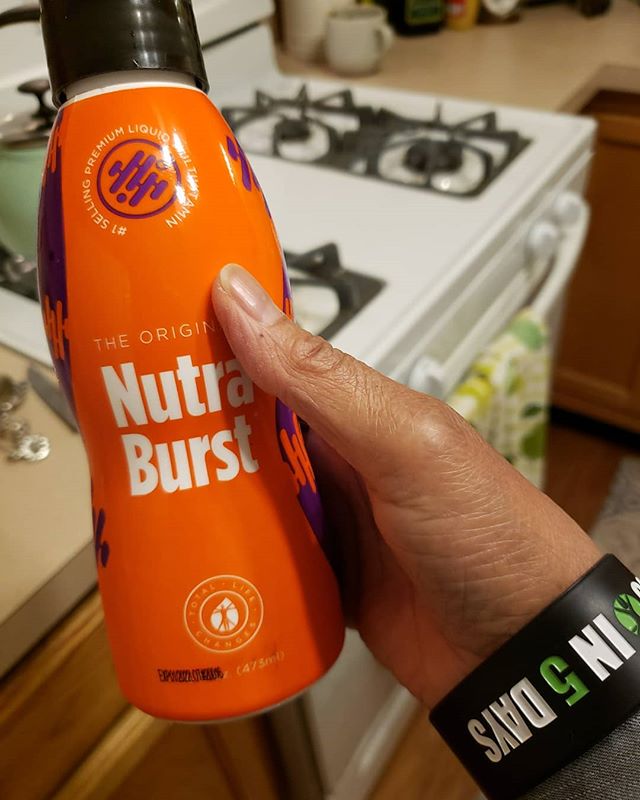 #1 SELLING PREMIUM LIQUID
THE ORIGIN
Nutra
Burst
TOTAL · LIFE
CHANGES
(473ml)
IN 5 DAYS